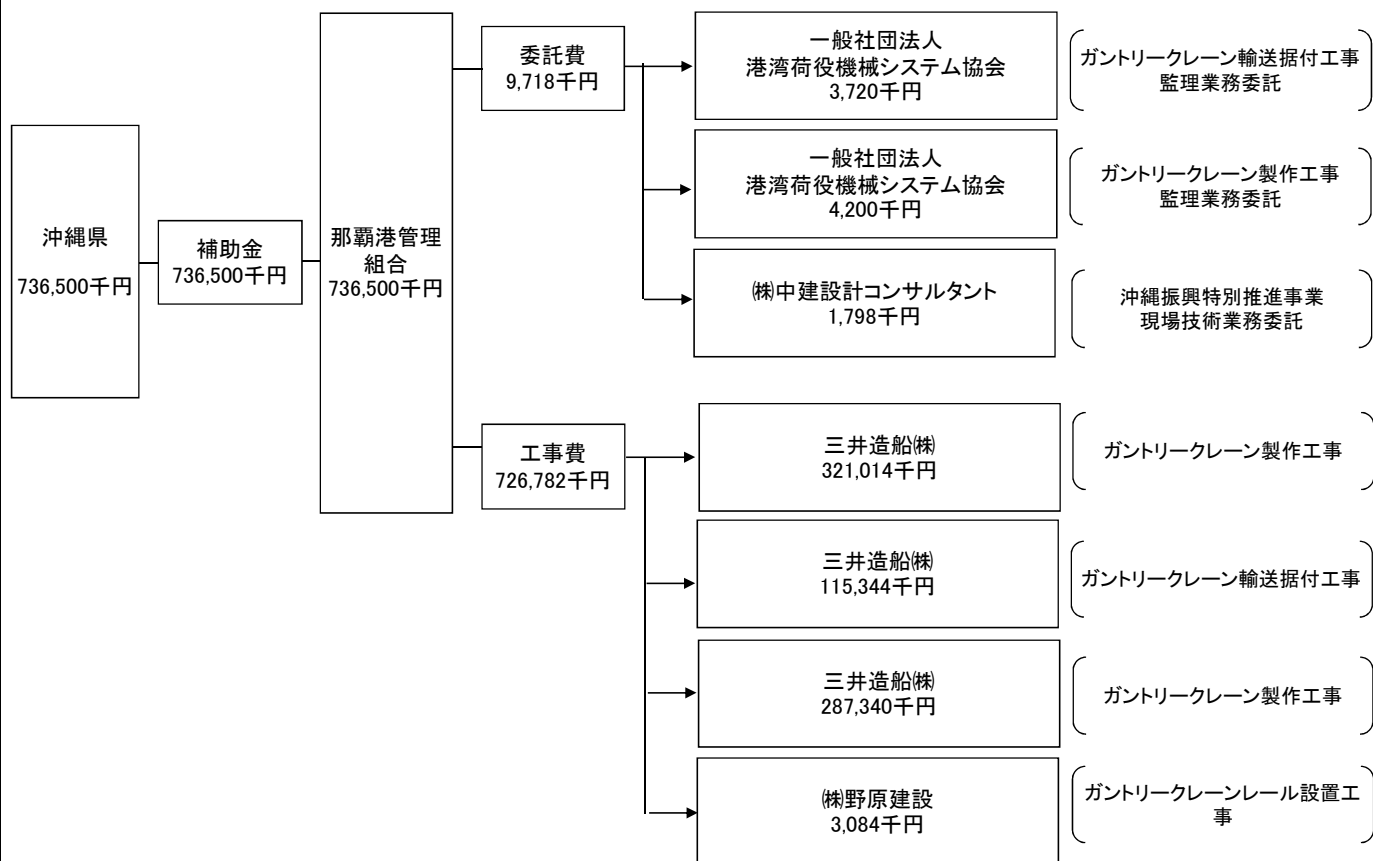 沖縄県
736,500千円
補助金
736,500千円
那覇港管理
組合
736,500千円
委託費
9,718千円
一般社団法人
港湾荷役機械システム協会
3,720千円
ガントリークレーン輸送据付工事
監理業務委託
一般社団法人
港湾荷役機械システム協会
4,200千円
ガントリークレーン製作工事
監理業務委託
㈱中建設計コンサルタント
1,798千円
沖縄振興特別推進事業
現場技術業務委託
工事費
726,782千円
三井造船㈱
321,014千円
ガントリークレーン製作工事
三井造船㈱
115,344千円
ガントリークレーン輸送据付工事
三井造船㈱
287,340千円
ガントリークレーン製作工事
㈱野原建設
3,084千円
ガントリークレーンレール設置工
事